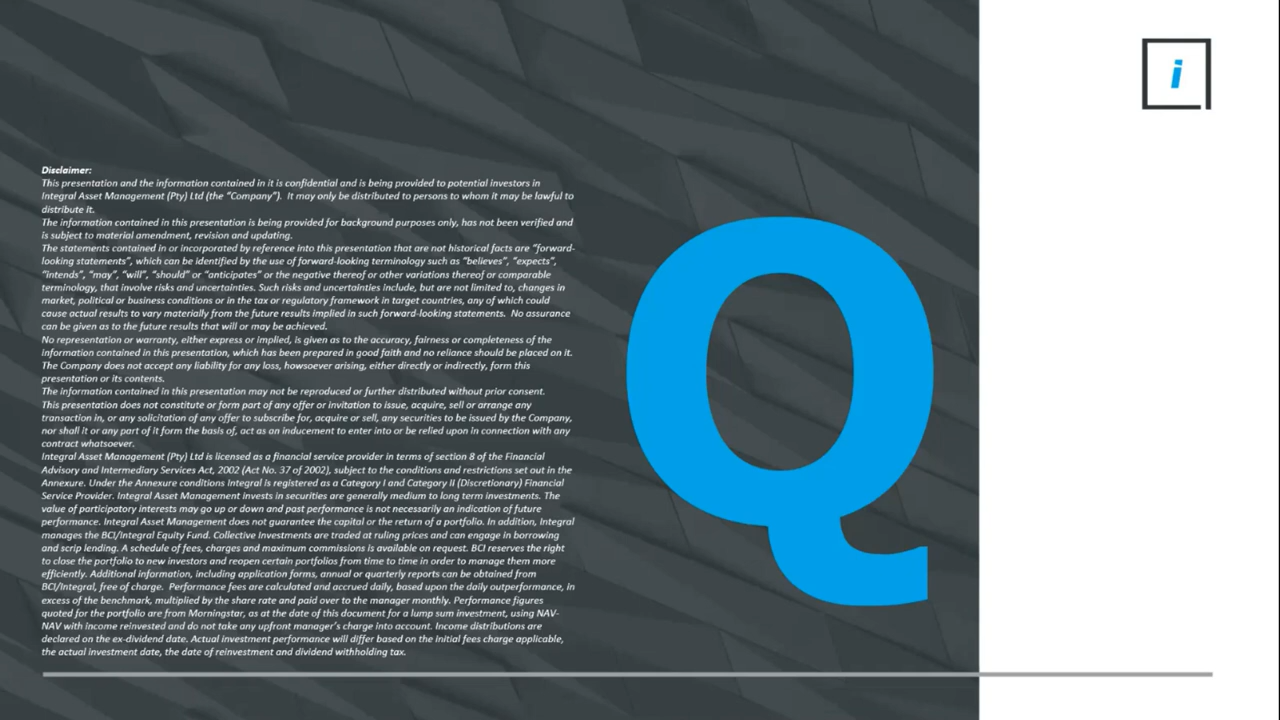 i
Disclaimer:
This presentation and the information contained in it is confidential and is being provided to potential investors in
Integral Asset Management (Pty) Ltd (the “Company”).  It may only be distributed to persons to whom it may be lawful to
distribute it.
The information contained in this presentation is being provided for background purposes only, has not been verified and
is subject to material amendment, revision and updating.
The statements contained in or incorporated by reference into this presentation that are not historical facts are “forward-
looking statements”, which can be identified by the use of forward-looking terminology such as “believes”, “expects”,
“intends”, “may”, “will”, “should” or “anticipates” or the negative thereof or other variations thereof or comparable
terminology, that involve risks and uncertainties. Such risks and uncertainties include, but are not limited to, changes in
market, political or business conditions or in the tax or regulatory framework in target countries, any of which could
cause actual results to vary materially from the future results implied in such forward-looking statements.  No assurance
can be given as to the future results that will or may be achieved.
No representation or warranty, either express or implied, is given as to the accuracy, fairness or completeness of the
information contained in this presentation, which has been prepared in good faith and no reliance should be placed on it.
The Company does not accept any liability for any loss, howsoever arising, either directly or indirectly, form this
presentation or its contents.
The information contained in this presentation may not be reproduced or further distributed without prior consent.
This presentation does not constitute or form part of any offer or invitation to issue, acquire, sell or arrange any
transaction in, or any solicitation of any offer to subscribe for, acquire or sell, any securities to be issued by the Company,
nor shall it or any part of it form the basis of, act as an inducement to enter into or be relied upon in connection with any
contract whatsoever.
Integral Asset Management (Pty) Ltd is licensed as a financial service provider in terms of section 8 of the Financial
Advisory and Intermediary Services Act, 2002 (Act No. 37 of 2002), subject to the conditions and restrictions set out in the
Annexure. Under the Annexure conditions Integral is registered as a Category I and Category II (Discretionary) Financial
Service Provider. Integral Asset Management invests in securities are generally medium to long term investments. The
value of participatory interests may go up or down and past performance is not necessarily an indication of future
performance. Integral Asset Management does not guarantee the capital or the return of a portfolio. In addition, Integral
manages the BCI/Integral Equity Fund. Collective Investments are traded at ruling prices and can engage in borrowing
and scrip lending. A schedule of fees, charges and maximum commissions is available on request. BCI reserves the right
to close the portfolio to new investors and reopen certain portfolios from time to time in order to manage them more
efficiently. Additional information, including application forms, annual or quarterly reports can be obtained from
BCI/Integral, free of charge.  Performance fees are calculated and accrued daily, based upon the daily outperformance, in
excess of the benchmark, multiplied by the share rate and paid over to the manager monthly. Performance figures
quoted for the portfolio are from Morningstar, as at the date of this document for a lump sum investment, using NAV-
NAV with income reinvested and do not take any upfront manager’s charge into account. Income distributions are
declared on the ex-dividend date. Actual investment performance will differ based on the initial fees charge applicable,
the actual investment date, the date of reinvestment and dividend withholding tax.
Q